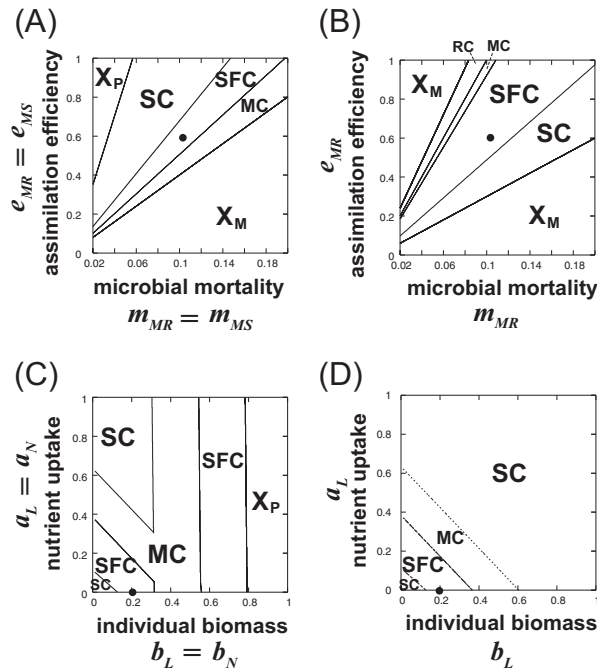 (A)
X_P
SC
SFC
MC
X_M
1
0.8
0.6
0.4
0.2
0
0.02
0.06
0.1
0.14
0.18
e_MR = e_MS
assimilation efficiency
microbial mortality
m_MR = m_MS
(B)
RC
MC
X_M
SFC
SC
X_M
1
0.8
0.6
0.4
0.2
0
0.02
0.06
0.1
0.14
0.18
e_MR
assimilation efficiency
microbial mortality
m_MR
(C)
SC
SFC
X_P
MC
SFC
SC
1
0.8
0.6
0.4
0.2
0
0
0.2
0.4
0.6
0.8
1
a_L = a_N
nutrient uptake
individual biomass
b_L = b_N
(D)
SC
MC
SFC
SC
1
0.8
0.6
0.4
0.2
0
0
0.2
0.4
0.6
0.8
1
a_L
nutrient uptake
individual biomass
b_L